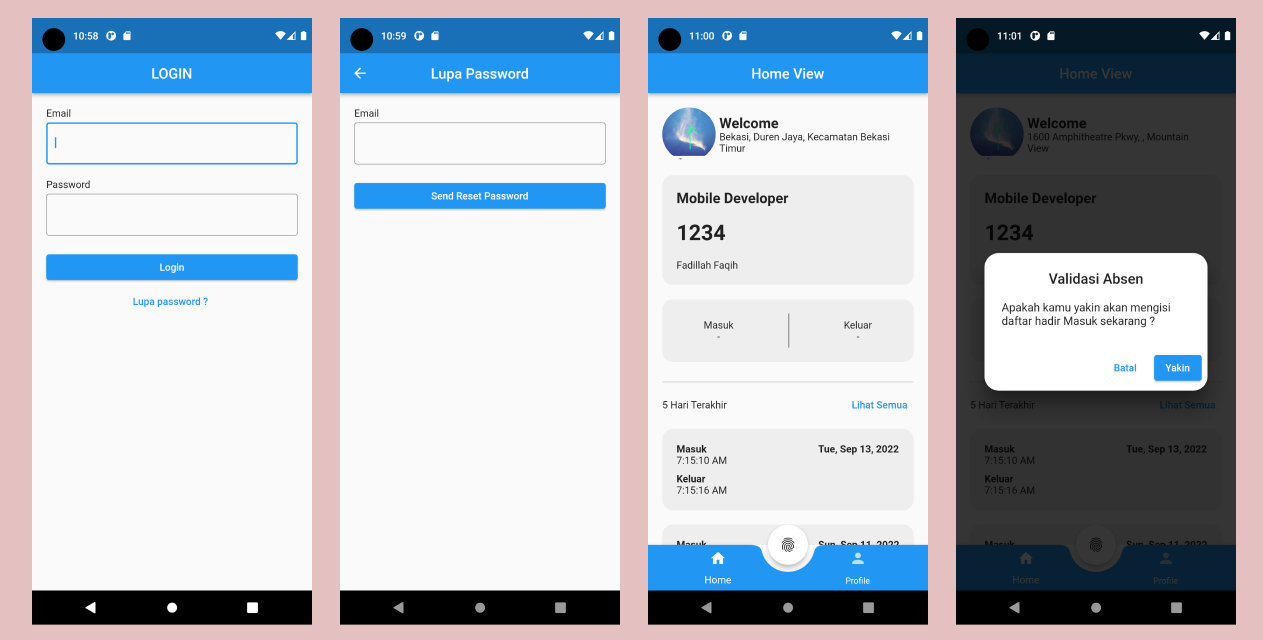 10:58
LOGIN
Email
Password
Login
Lupa password ?
10:59
Lupa Password
Email
Send Reset Password
11:00
Home View
Welcome
Bekasi, Duren Jaya, Kecamatan Bekasi
Timur
Mobile Developer
1234
Fadillah Faqih
Masuk
Keluar
-
-
5 Hari Terakhir
Lihat Semua
Masuk
Tue, Sep 13, 2022
7:15:10 AM
Keluar
7:15:16 AM
Masuk
Sun, Sep 11, 2022
Home
Profile
11:01
Home View
Welcome
1600 Amphitheatre Pkwy, , Mountain
View
Mobile Developer
1234
Validasi Absen
Apakah kamu yakin akan mengisi
daftar hadir Masuk sekarang ?
Batal
Yakin
5 Hari Terakhir
Lihat Semua
Masuk
Tue, Sep 13, 2022
7:15:10 AM
Keluar
7:15:16 AM
Masuk
Sun, Sep 11, 2022
Home
Profile